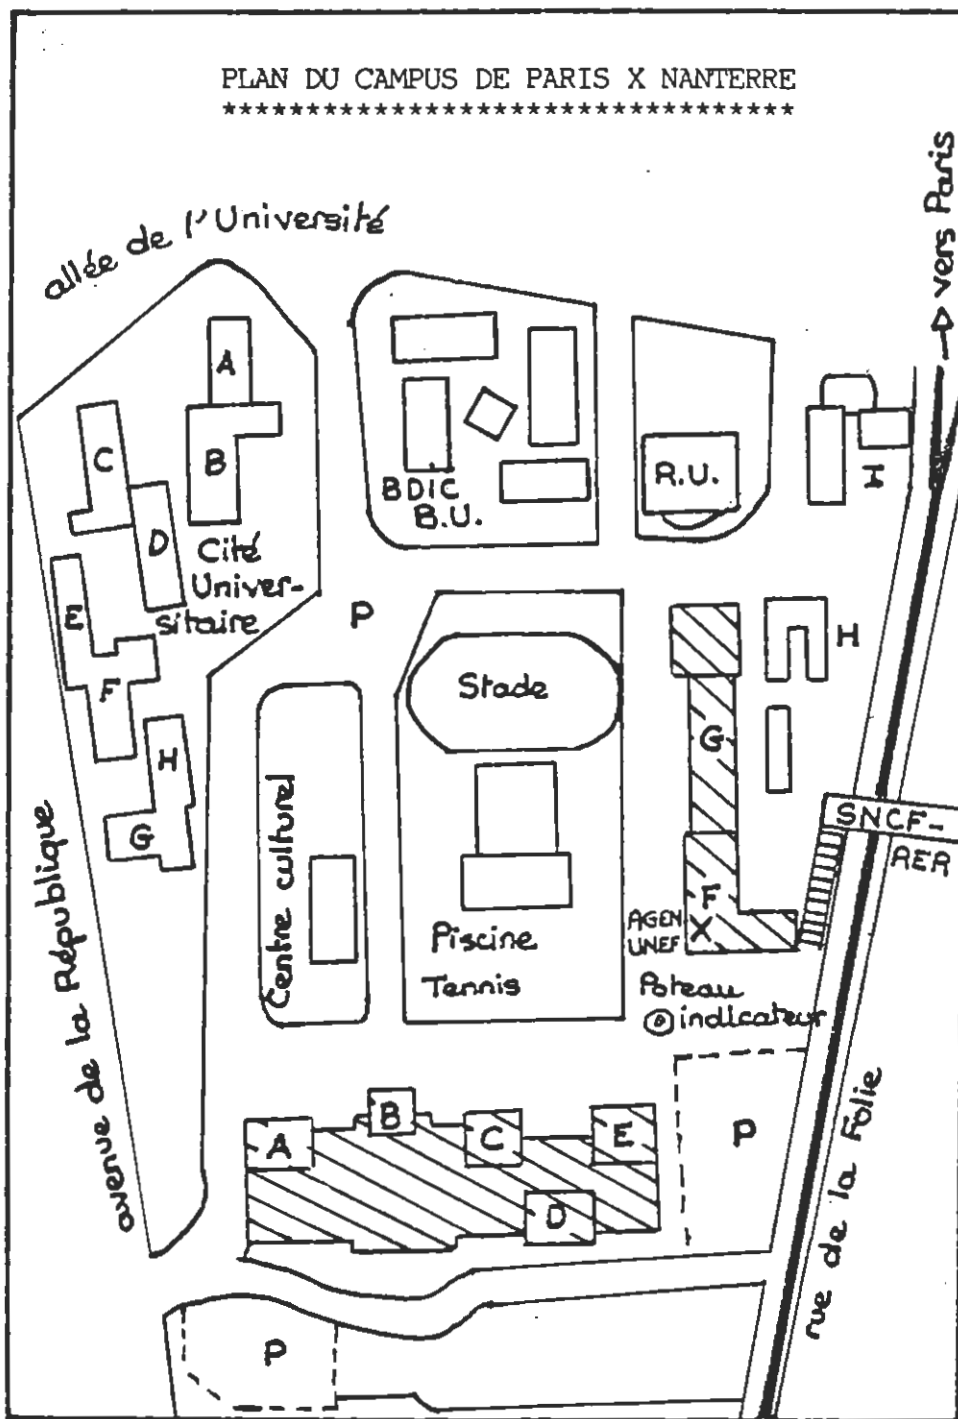 PLAN DU CAMPUS DE PARIS X NANTERRE
**********************************
allée de l'Université
vers Paris
A
B
C
D
Cité
Univer-
sitaire
E
F
H
G
BDIC
B.U.
R.U.
I
P
Stade
H
G
Centre culturel
Piscine
Tennis
F
X
AGEN
UNEF
SNCF-
RER
Poteau
indicateur
avenue de la République
rue de la Folie
A
B
C
E
D
P
P